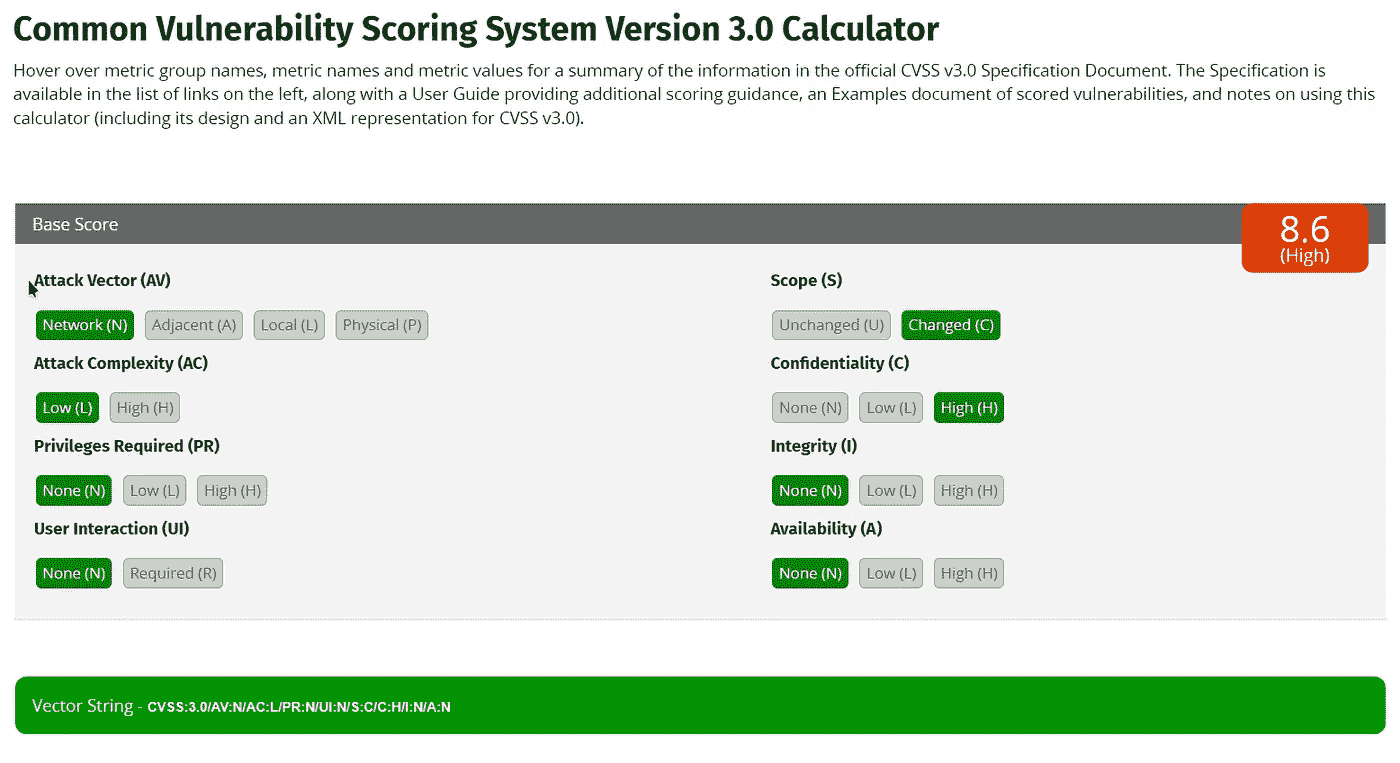 Common Vulnerability Scoring System Version 3.0 Calculator
Hover over metric group names, metric names and metric values for a summary of the information in the official CVSS v3.0 Specification Document. The Specification is
available in the list of links on the left, along with a User Guide providing additional scoring guidance, an Examples document of scored vulnerabilities, and notes on using this
calculator (including its design and an XML representation for CVSS v3.0).
Base Score
8.6
(High)
Attack Vector (AV)
Network (N) Adjacent (A) Local (L) Physical (P)
Attack Complexity (AC)
Low (L) High (H)
Privileges Required (PR)
None (N) Low (L) High (H)
User Interaction (UI)
None (N) Required (R)
Scope (S)
Unchanged (U) Changed (C)
Confidentiality (C)
None (N) Low (L) High (H)
Integrity (I)
None (N) Low (L) High (H)
Availability (A)
None (N) Low (L) High (H)
Vector String - CVSS:3.0/AV:N/AC:L/PR:N/UI:N/S:C/C:H/I:N/A:N